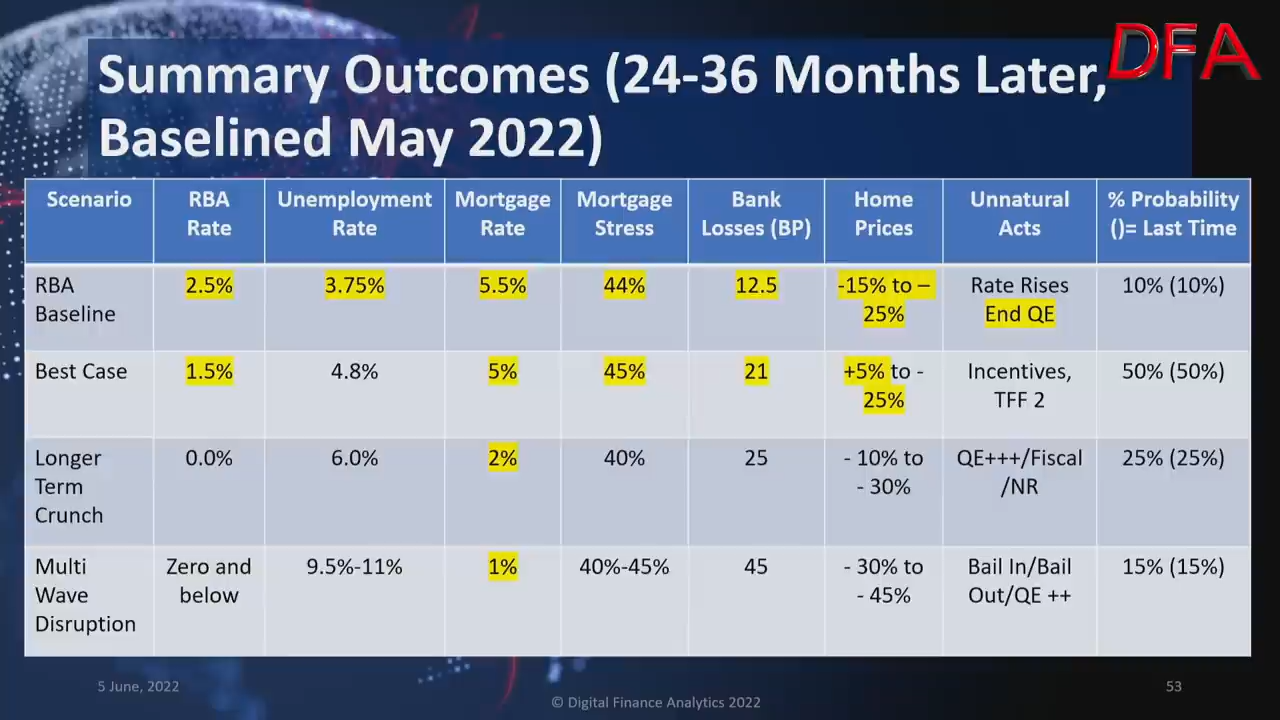 DFA
Summary Outcomes (24-36 Months Later,
Baselined May 2022)
Scenario
RBA
Rate
Unemployment
Rate
Mortgage
Rate
Mortgage
Stress
Bank
Losses (BP)
Home
Prices
Unnatural
Acts
% Probability
()= Last Time
RBA
Baseline
2.5%
3.75%
5.5%
44%
12.5
-15% to –
25%
Rate Rises
End QE
10% (10%)
Best Case
1.5%
4.8%
5%
45%
21
+5% to -
25%
Incentives,
TFF 2
50% (50%)
Longer
Term
Crunch
0.0%
6.0%
2%
40%
25
- 10% to
- 30%
QE+++/Fiscal
/NR
25% (25%)
Multi
Wave
Disruption
Zero and
below
9.5%-11%
1%
40%-45%
45
- 30% to
- 45%
Bail In/Bail
Out/QE ++
15% (15%)
5 June, 2022
© Digital Finance Analytics 2022
53